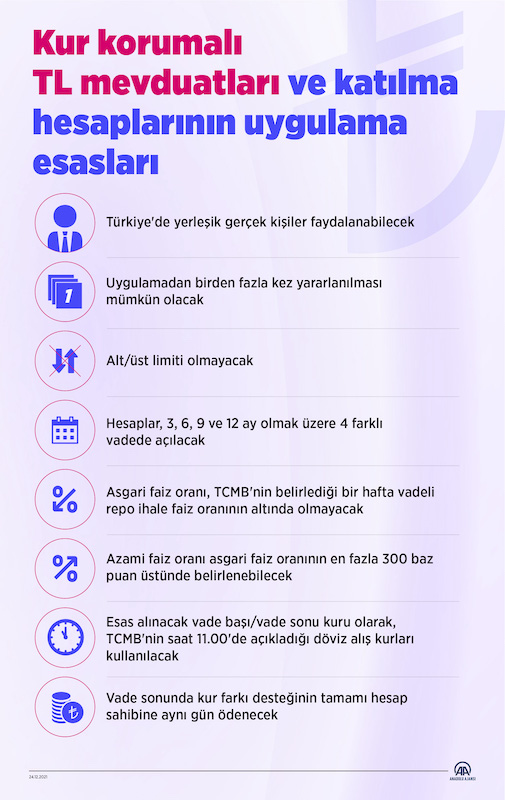 Kur korumalı
TL mevduatları ve katılma
hesaplarının uygulama
esasları
Türkiye'de yerleşik gerçek kişiler faydalanabilecek
1
Uygulamadan birden fazla kez yararlanılması
mümkün olacak
Alt/üst limiti olmayacak
Hesaplar, 3, 6, 9 ve 12 ay olmak üzere 4 farklı
vadede açılacak
Asgari faiz oranı, TCMB'nin belirlediği bir hafta vadeli
repo ihale faiz oranının altında olmayacak
Azami faiz oranı asgari faiz oranının en fazla 300 baz
puan üstünde belirlenebilecek
Esas alınacak vade başı/vade sonu kuru olarak,
TCMB'nin saat 11.00'de açıkladığı döviz alış kurları
kullanılacak
Vade sonunda kur farkı desteğinin tamamı hesap
sahibine aynı gün ödenecek
24.12.2021
AA
ANADOLU AJANSI